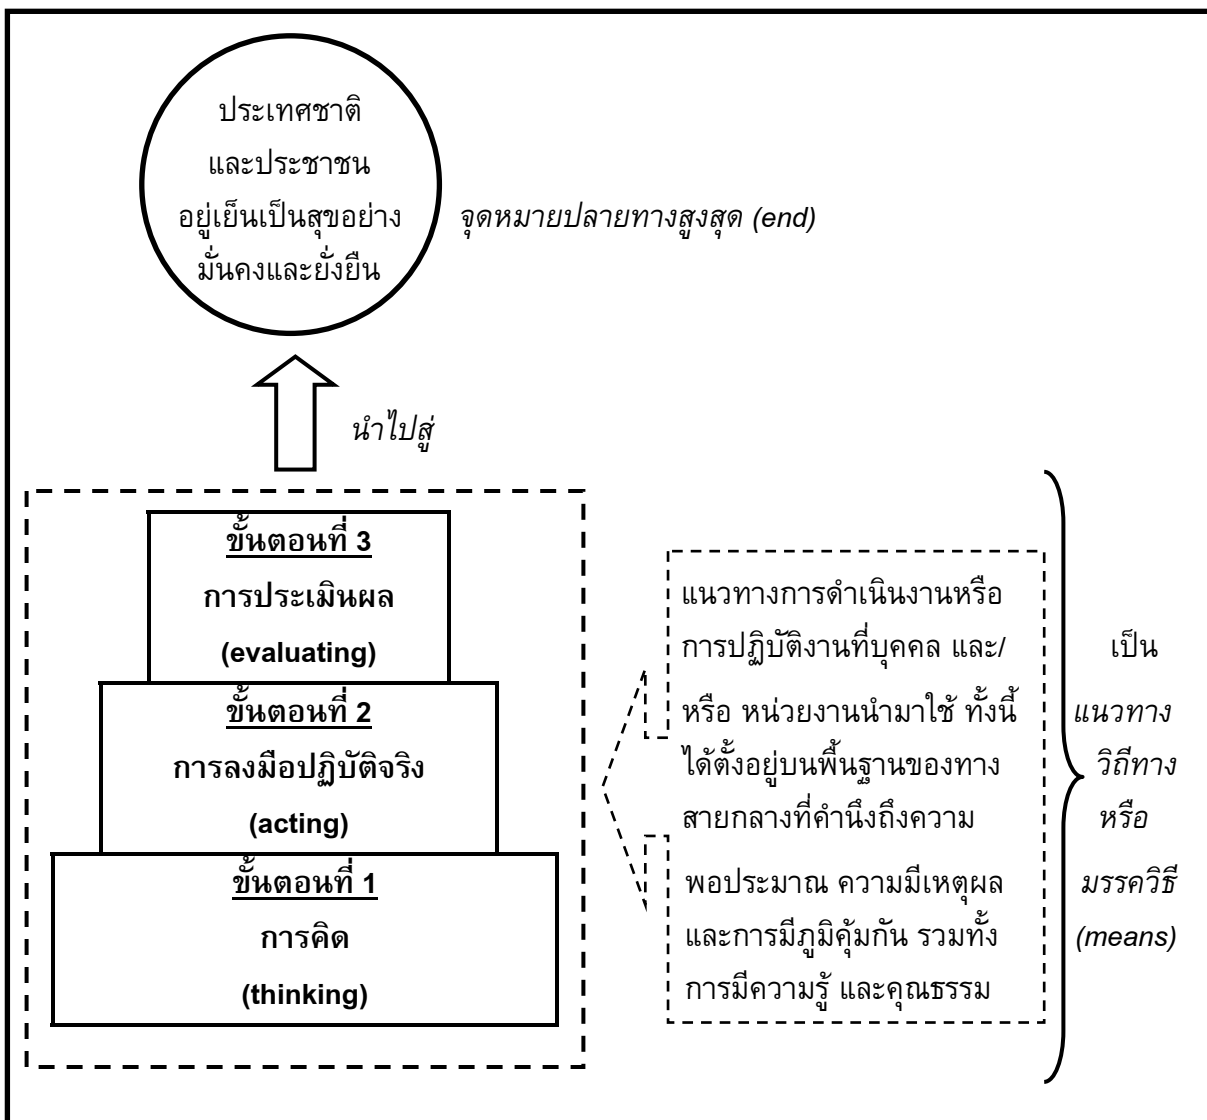 ประเทศชาติ
และประชาชน
อยู่เย็นเป็นสุขอย่าง
มั่นคงและยั่งยืน
จุดหมายปลายทางสูงสุด (end)
นำไปสู่
ขั้นตอนที่ 3
การประเมินผล
(evaluating)
ขั้นตอนที่ 2
การลงมือปฏิบัติจริง
(acting)
ขั้นตอนที่ 1
การคิด
(thinking)
แนวทางการดำเนินงานหรือ
การปฏิบัติงานที่บุคคล และ/
หรือ หน่วยงานนำมาใช้ ทั้งนี้
ได้ตั้งอยู่บนพื้นฐานของทาง
สายกลางที่คำนึงถึงความ
พอประมาณ ความมีเหตุผล
และการมีภูมิคุ้มกัน รวมทั้ง
การมีความรู้ และคุณธรรม
เป็น
แนวทาง
วิถีทาง
หรือ
มรรควิธี
(means)